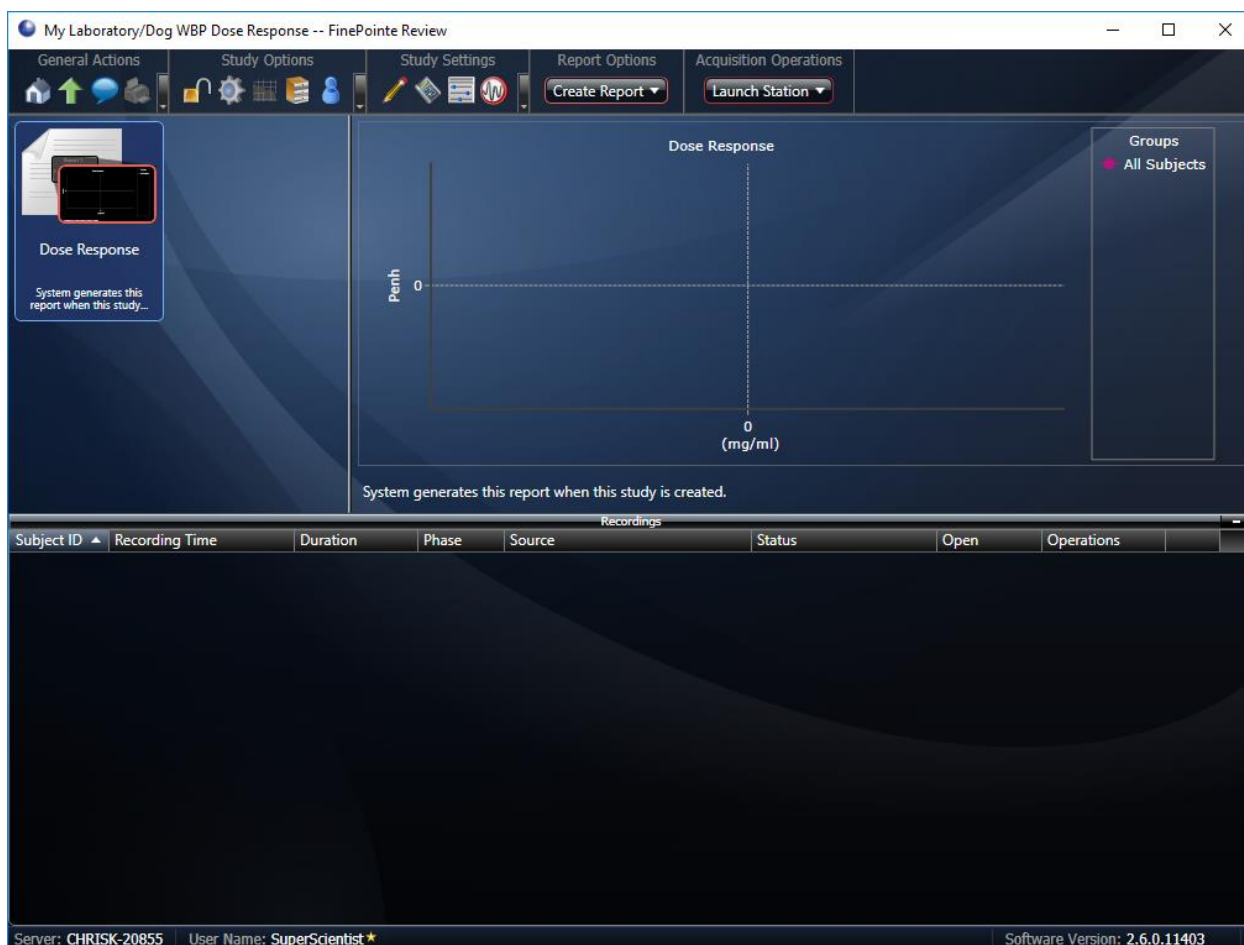 My Laboratory/Dog WBP Dose Response -- FinePointe Review
General Actions
Study Options
Study Settings
Report Options
Acquisition Operations
Create Report
Launch Station
Dose Response
System generates this
report when this study...
Dose Response
Penh
0
0
(mg/ml)
Groups
All Subjects
System generates this report when this study is created.
Recordings
Subject ID Recording Time Duration Phase Source Status Open Operations
Server: CHRISK-20855 User Name: SuperScientist Software Version: 2.6.0.11403